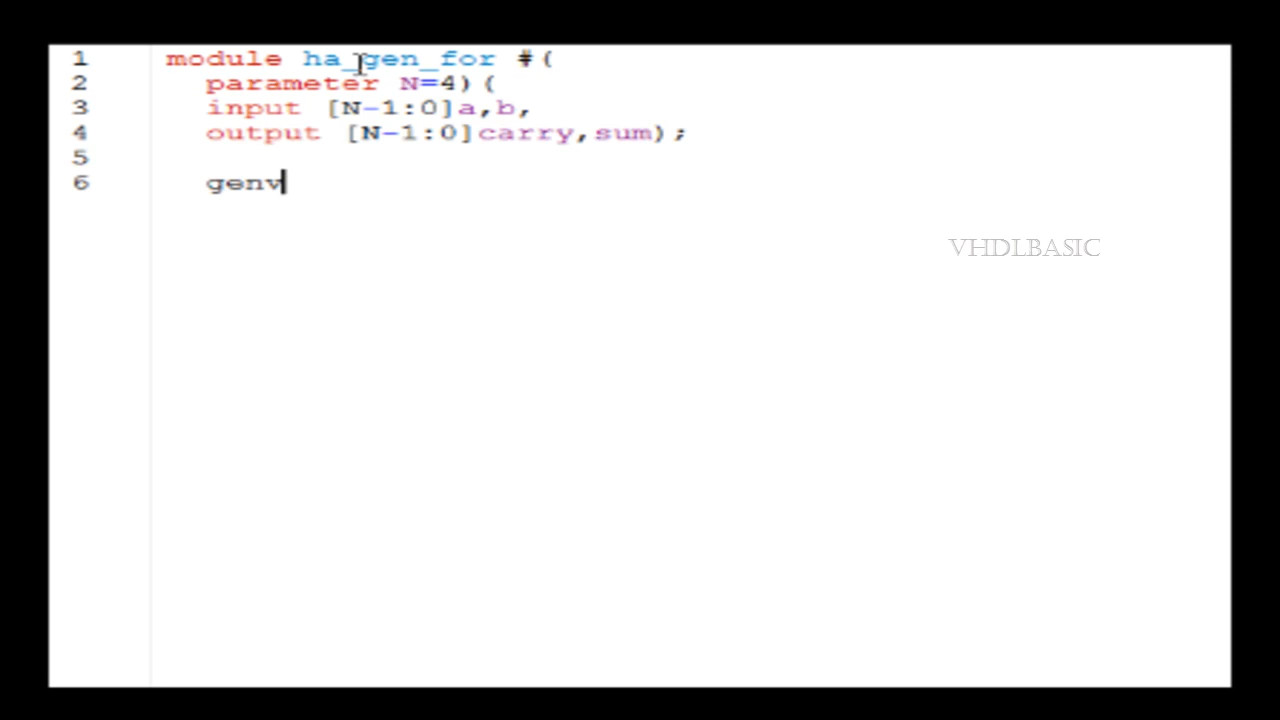 1 module ha_gen_for #(
2 parameter N=4) (
3 input [N-1:0]a,b,
4 output [N-1:0]carry,sum);
5
6 genv
VHDLBASIC